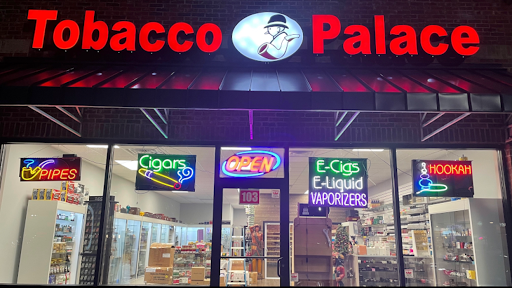 Tobacco Palace
PIPES
Cigars
OPEN
E-Cigs
E-Liquid
VAPORIZERS
HOOKAH
103